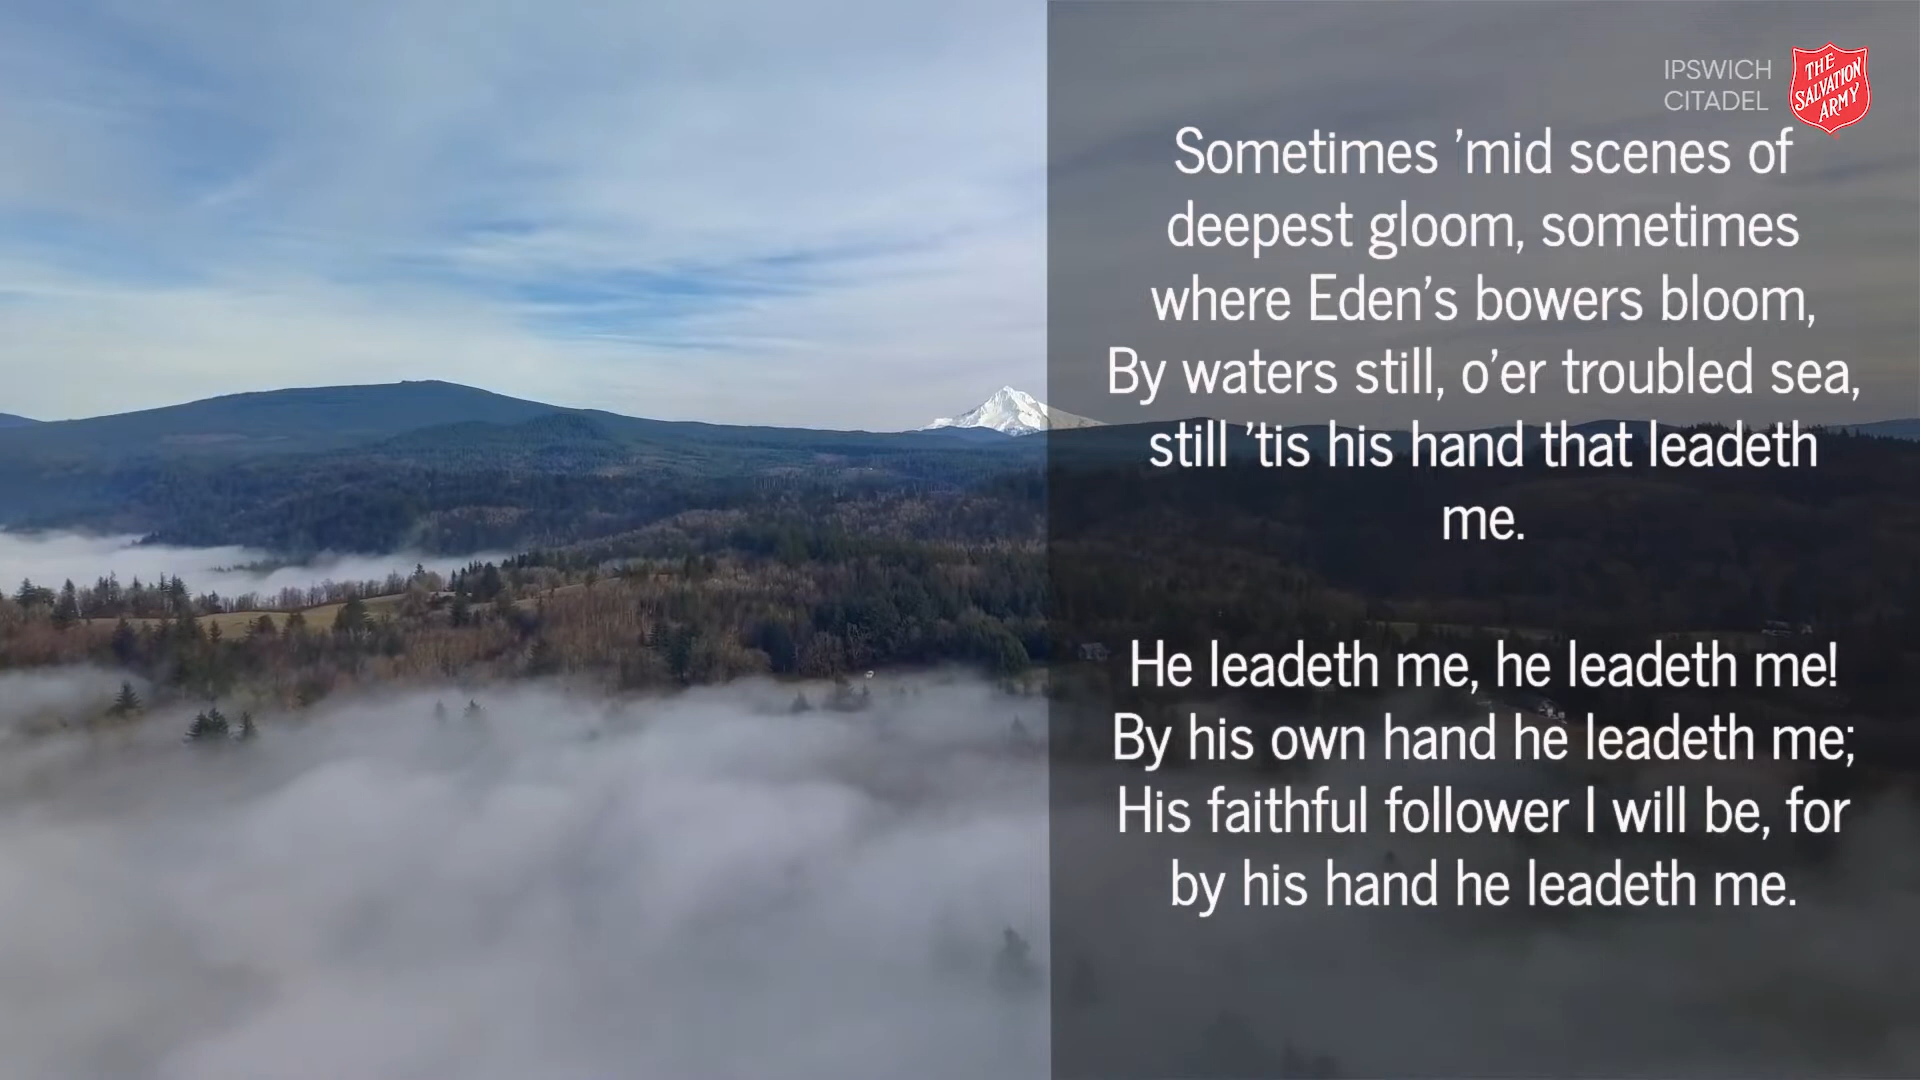 IPSWICH
CITADEL
THE
SALVATION
ARMY
Sometimes ’mid scenes of
deepest gloom, sometimes
where Eden’s bowers bloom,
By waters still, o’er troubled sea,
still ’tis his hand that leadeth
me.
He leadeth me, he leadeth me!
By his own hand he leadeth me;
His faithful follower I will be, for
by his hand he leadeth me.